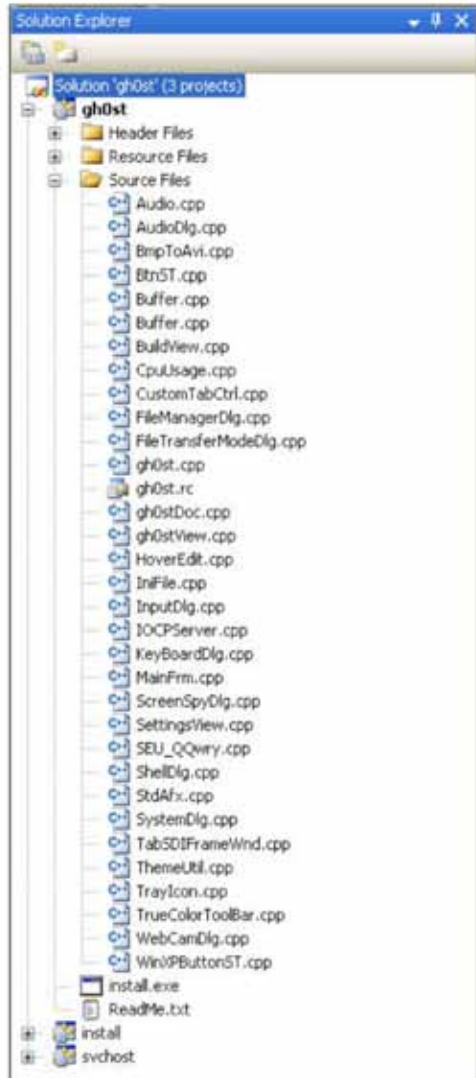 Solution Explorer
Solution 'gh0st' (3 projects)
gh0st
Header Files
Resource Files
Source Files
Audio.cpp
AudioDlg.cpp
BmpToAvi.cpp
BtnST.cpp
Buffer.cpp
Buffer.cpp
BuildView.cpp
CpuUsage.cpp
CustomTabCtrl.cpp
FileManagerDlg.cpp
FileTransferModeDlg.cpp
gh0st.cpp
gh0st.rc
gh0stDoc.cpp
gh0stView.cpp
HoverEdit.cpp
IniFile.cpp
InputDlg.cpp
IOCPServer.cpp
KeyBoardDlg.cpp
MainFrm.cpp
ScreenSpyDlg.cpp
SettingsView.cpp
SEU_QQwry.cpp
ShellDlg.cpp
StdAfx.cpp
SystemDlg.cpp
TabSDIFrameWnd.cpp
ThemeUtil.cpp
TrayIcon.cpp
TrueColorToolBar.cpp
WebCamDlg.cpp
WinXPButtonST.cpp
install.exe
ReadMe.txt
install
svchost